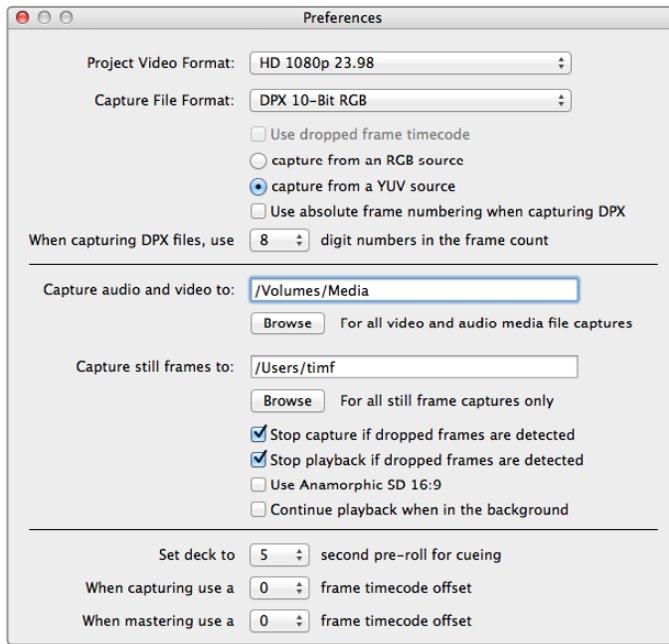 Preferences
Project Video Format: HD 1080p 23.98
Capture File Format: DPX 10-Bit RGB
Use dropped frame timecode
capture from an RGB source
capture from a YUV source
Use absolute frame numbering when capturing DPX
When capturing DPX files, use 8 digit numbers in the frame count
Capture audio and video to: /Volumes/Media
Browse For all video and audio media file captures
Capture still frames to: /Users/timf
Browse For all still frame captures only
Stop capture if dropped frames are detected
Stop playback if dropped frames are detected
Use Anamorphic SD 16:9
Continue playback when in the background
Set deck to 5 second pre-roll for cueing
When capturing use a 0 frame timecode offset
When mastering use a 0 frame timecode offset